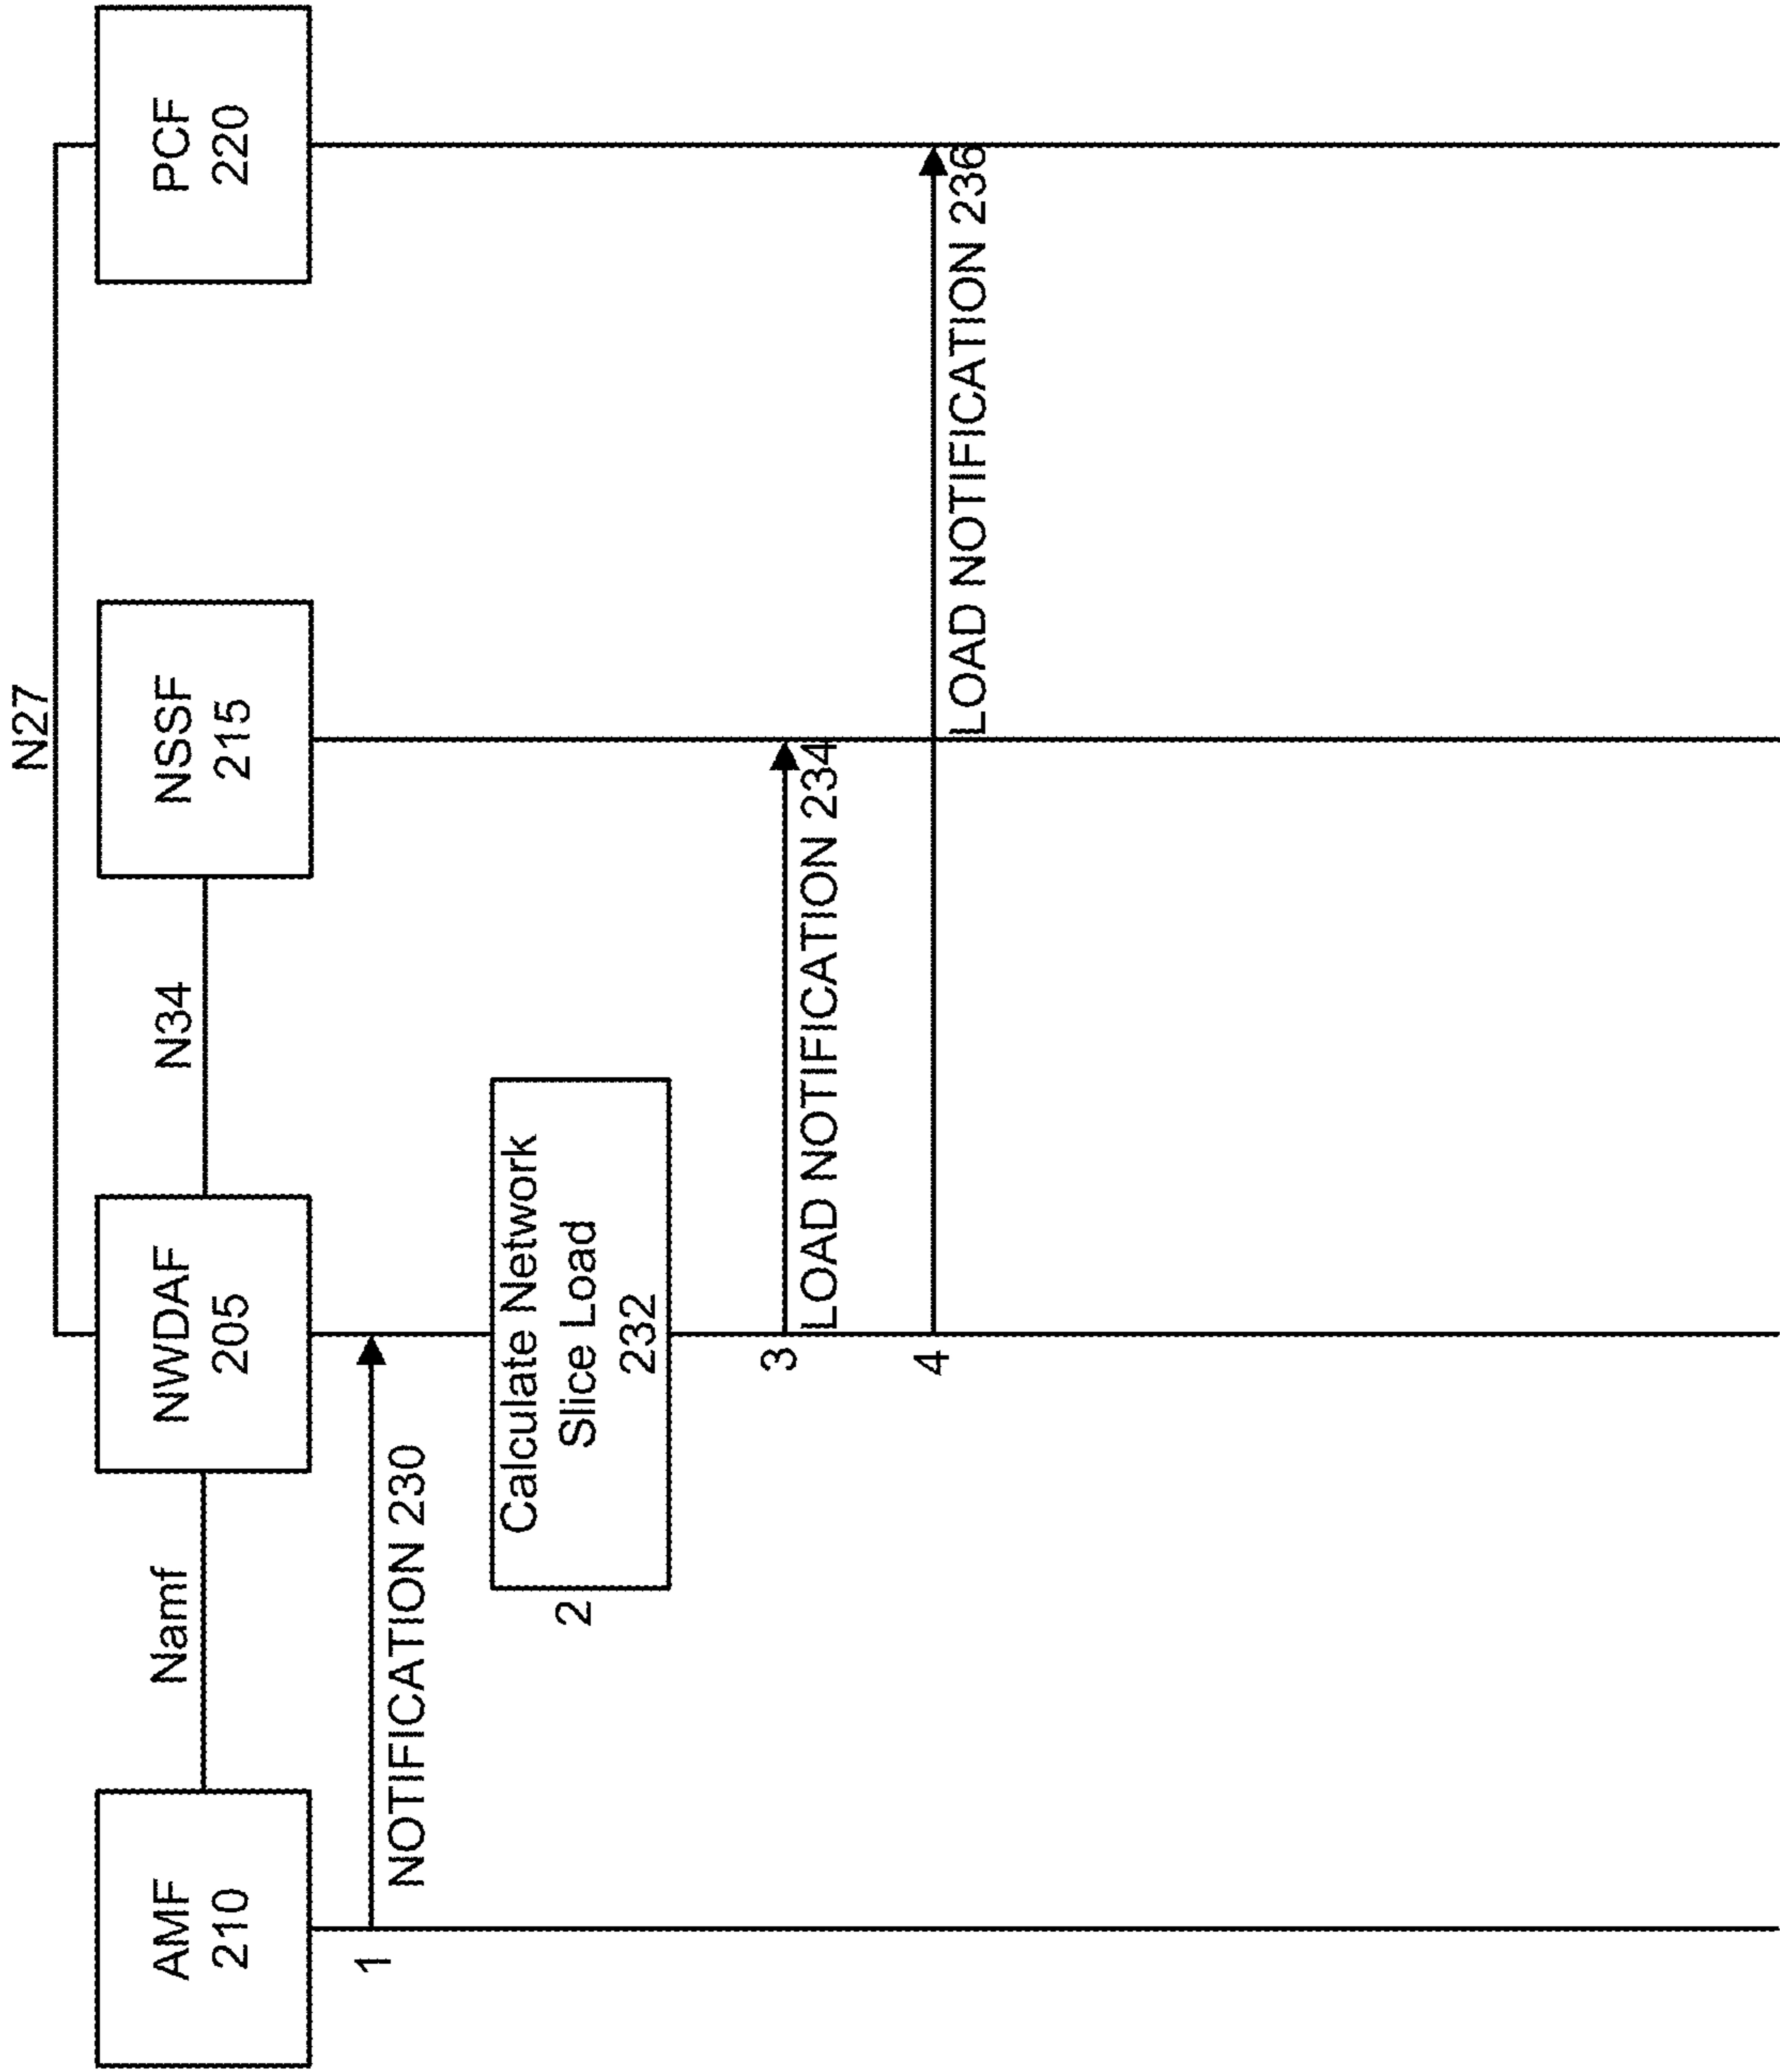 N27
AMF
210
Namf
NWDAF
205
N34
NSSF
215
PCF
220
1
NOTIFICATION 230
2
Calculate Network
Slice Load
232
3
LOAD NOTIFICATION 234
4
LOAD NOTIFICATION 236